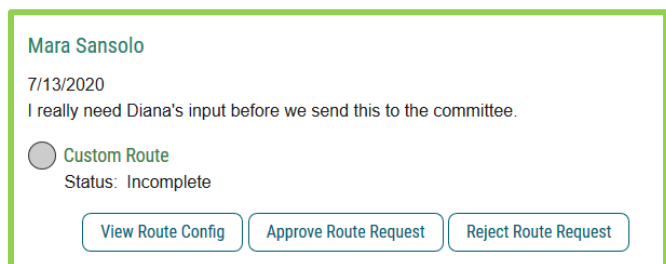 Mara Sansolo
7/13/2020
I really need Diana's input before we send this to the committee.
Custom Route
Status: Incomplete
View Route Config Approve Route Request Reject Route Request